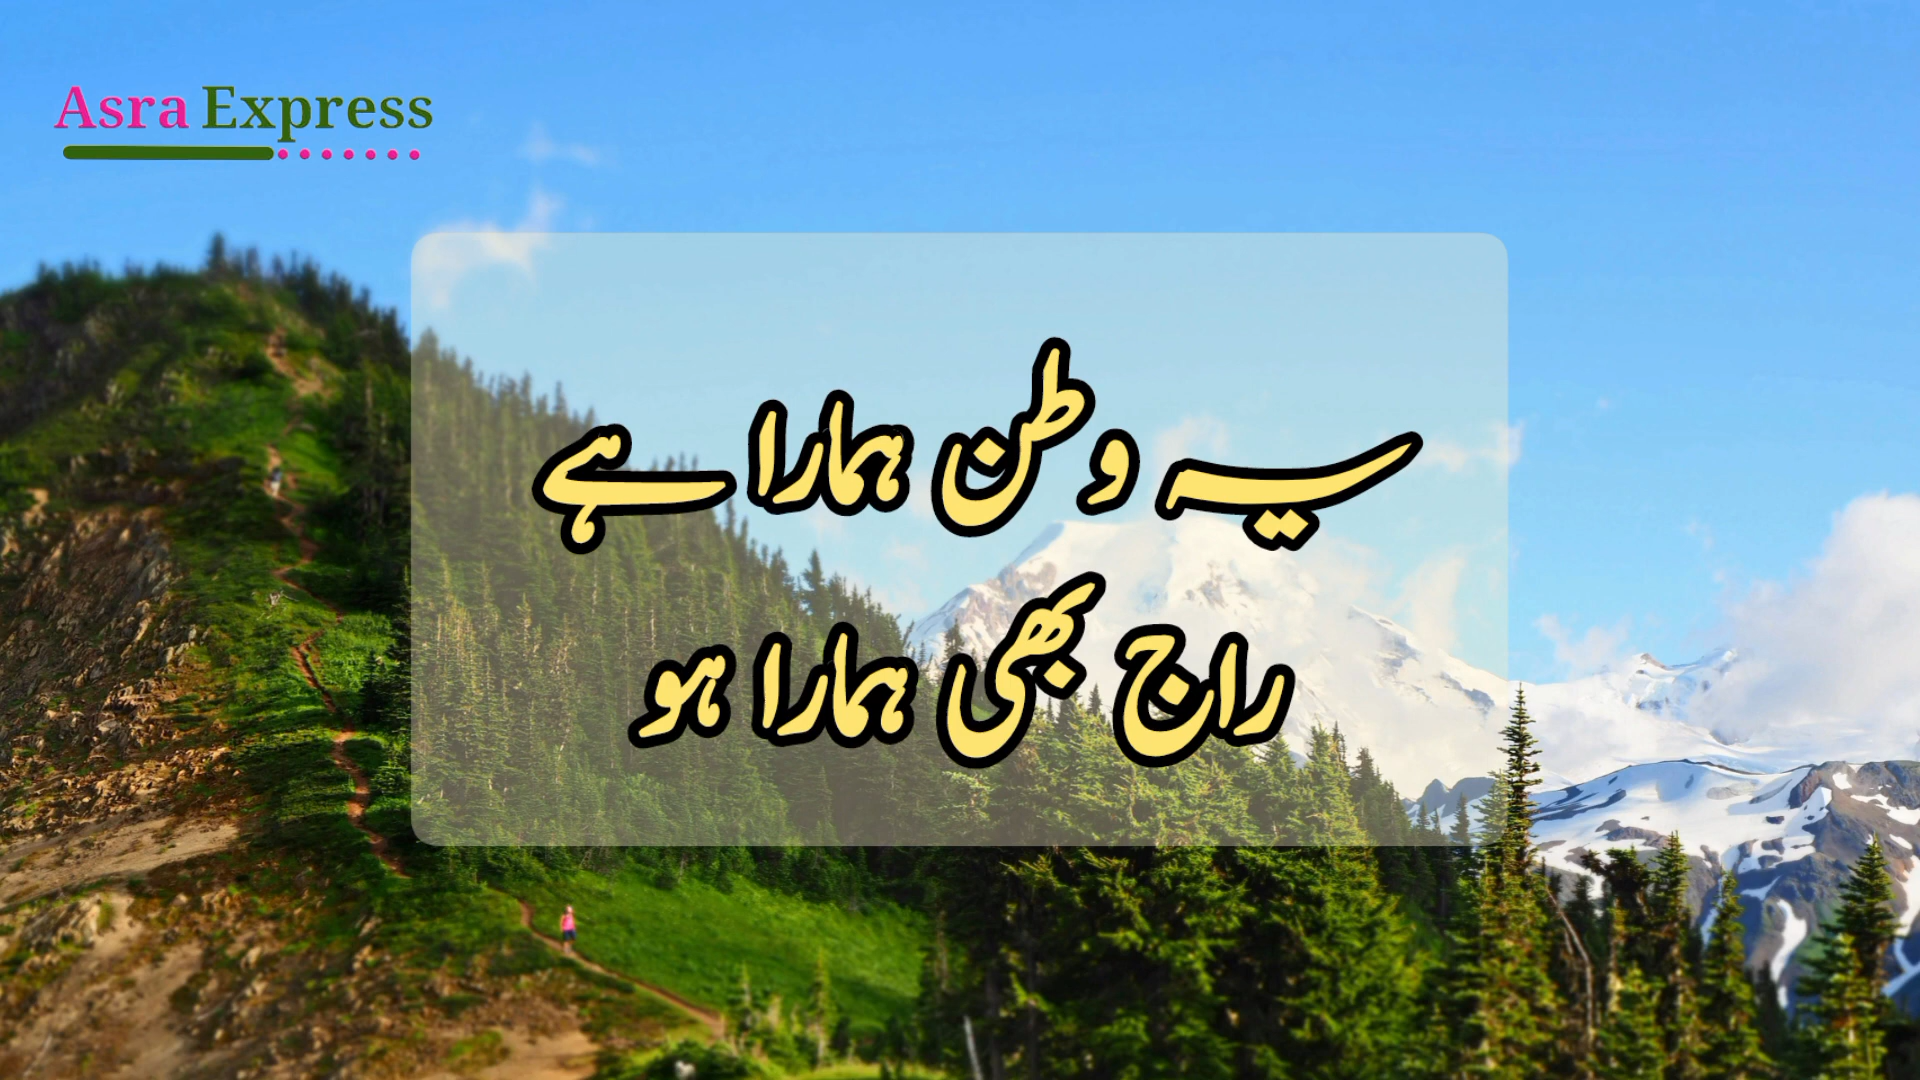 Asra Express
یہ وطن ہمارا ہے
راج بھی ہمارا ہو